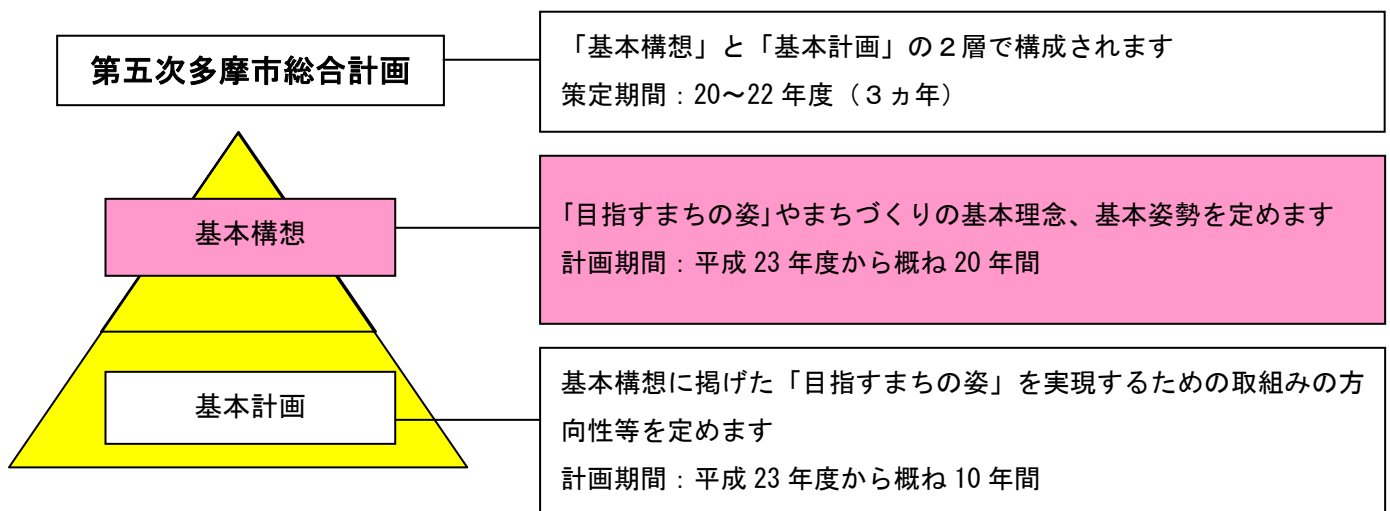 第五次多摩市総合計画
「基本構想」と「基本計画」の２層で構成されます
策定期間：20～22 年度（３ヵ年）
基本構想
｢目指すまちの姿｣やまちづくりの基本理念、基本姿勢を定めます
計画期間：平成 23 年度から概ね 20 年間
基本計画
基本構想に掲げた「目指すまちの姿」を実現するための取組みの方
向性等を定めます
計画期間：平成 23 年度から概ね 10 年間